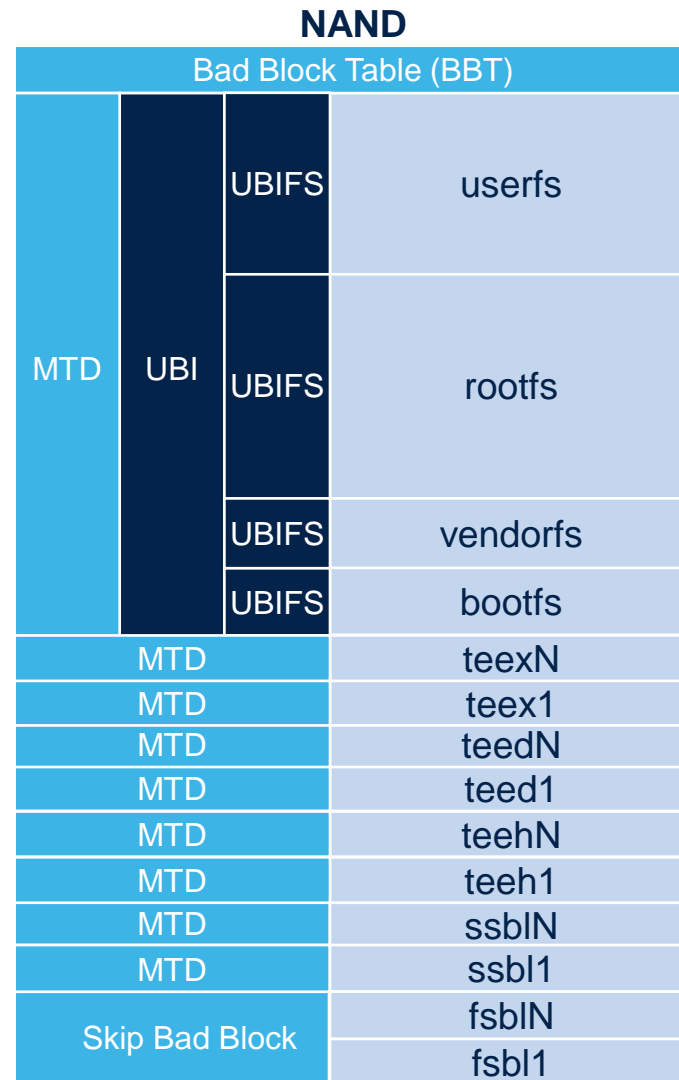 NAND
Bad Block Table (BBT)
MTD
UBI
UBIFS
userfs
UBIFS
rootfs
UBIFS
vendorfs
UBIFS
bootfs
MTD
teexN
MTD
teex1
MTD
teedN
MTD
teed1
MTD
teehN
MTD
teeh1
MTD
ssblN
MTD
ssbl1
Skip Bad Block
fsblN
fsbl1